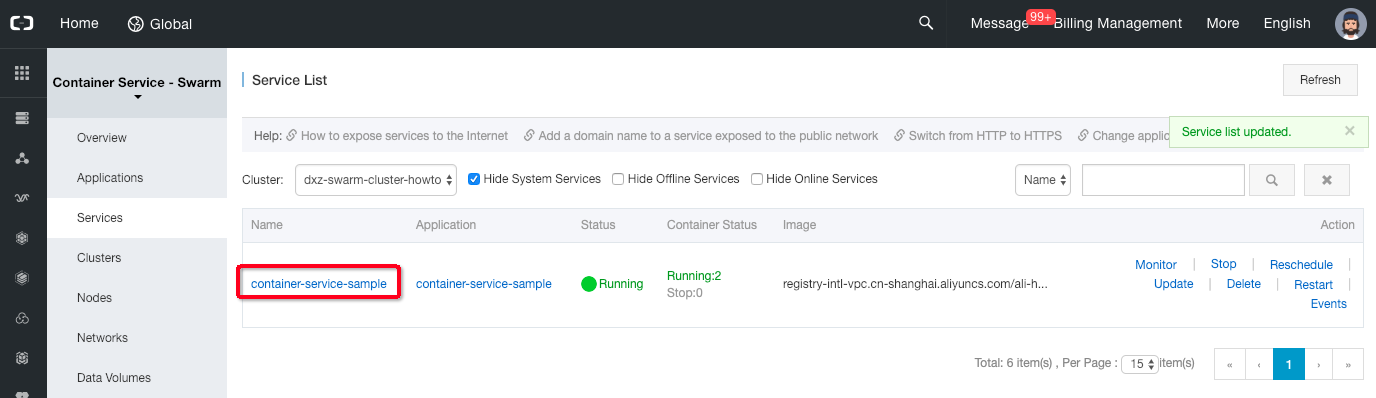 Home Global Message 99+ Billing Management More English
Container Service - Swarm
Overview
Applications
Services
Clusters
Nodes
Networks
Data Volumes
Service List Refresh
Help: How to expose services to the Internet Add a domain name to a service exposed to the public network Switch from HTTP to HTTPS Change applic
Service list updated. ×
Cluster: dxz-swarm-cluster-howto Hide System Services Hide Offline Services Hide Online Services Name
Name Application Status Container Status Image Action
container-service-sample container-service-sample Running Running:2 registry-intl-vpc.cn-shanghai.aliyuncs.com/ali-h...
Stop:0
Monitor | Stop | Reschedule |
Update | Delete | Restart |
Events
Total: 6 item(s) , Per Page : 15 item(s) « ‹ 1 › »